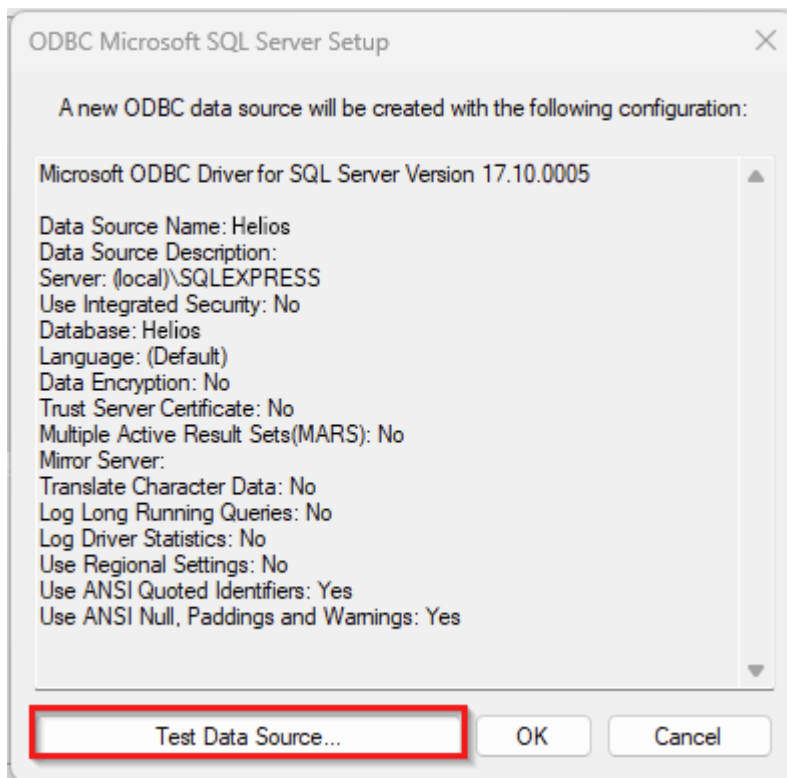 ODBC Microsoft SQL Server Setup
A new ODBC data source will be created with the following configuration:
Microsoft ODBC Driver for SQL Server Version 17.10.0005
Data Source Name: Helios
Data Source Description:
Server: (local)\SQLEXPRESS
Use Integrated Security: No
Database: Helios
Language: (Default)
Data Encryption: No
Trust Server Certificate: No
Multiple Active Result Sets(MARS): No
Mirror Server:
Translate Character Data: No
Log Long Running Queries: No
Log Driver Statistics: No
Use Regional Settings: No
Use ANSI Quoted Identifiers: Yes
Use ANSI Null, Paddings and Warnings: Yes
Test Data Source... OK Cancel